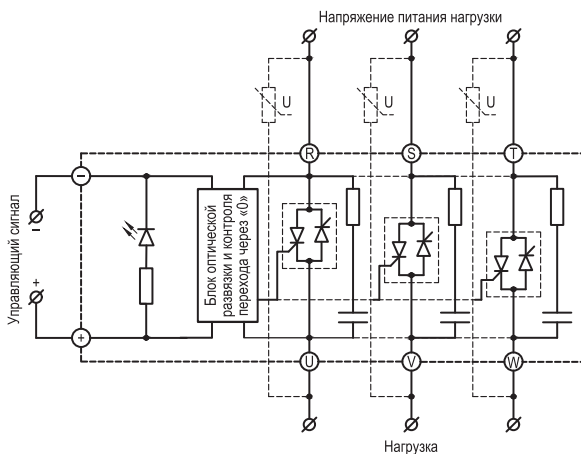 Напряжение питания нагрузки
U
U
U
R
S
T
−
Управляющий сигнал
−
+
Блок оптической
развязки и контроля
перехода через «0»
+
U
V
W
Нагрузка